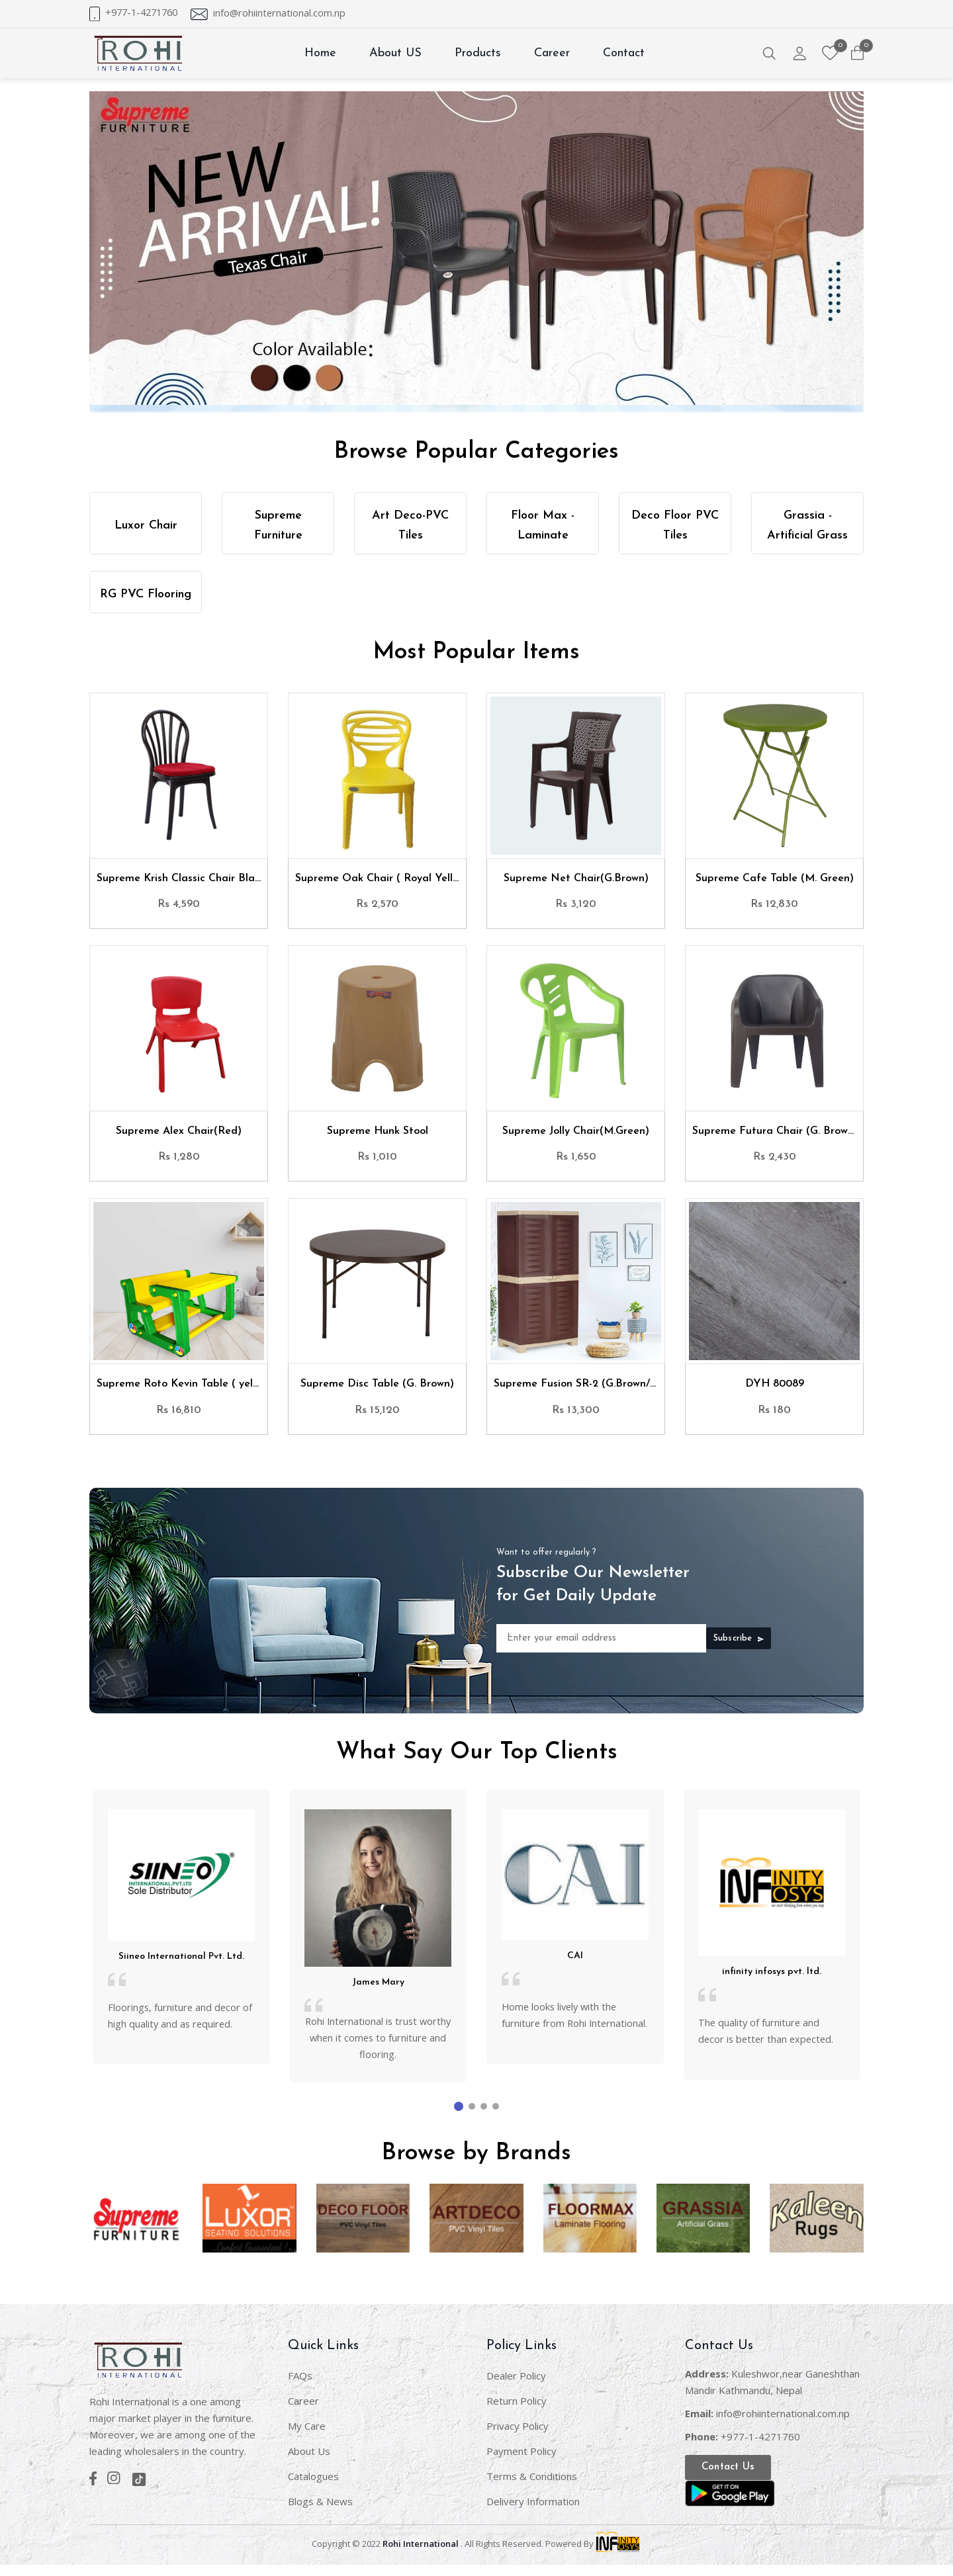 +977-1-4271760 info@rohiinternational.com.np
ROHI
INTERNATIONAL
Home About US Products Career Contact
0 0
Supreme
FURNITURE
NEW
ARRIVAL!
Texas Chair
Color Available:
Browse Popular Categories
Luxor Chair
Supreme
Furniture
Art Deco-PVC
Tiles
Floor Max -
Laminate
Deco Floor PVC
Tiles
Grassia -
Artificial Grass
RG PVC Flooring
Most Popular Items
Supreme Krish Classic Chair Bla...
Rs 4,590
Supreme Oak Chair ( Royal Yell...
Rs 2,570
Supreme Net Chair(G.Brown)
Rs 3,120
Supreme Cafe Table (M. Green)
Rs 12,830
Supreme Alex Chair(Red)
Rs 1,280
Supreme Hunk Stool
Rs 1,010
Supreme Jolly Chair(M.Green)
Rs 1,650
Supreme Futura Chair (G. Brow...
Rs 2,430
Supreme Roto Kevin Table ( yel...
Rs 16,810
Supreme Disc Table (G. Brown)
Rs 15,120
Supreme Fusion SR-2 (G.Brown/...
Rs 13,300
DYH 80089
Rs 180
Want to offer regularly ?
Subscribe Our Newsletter
for Get Daily Update
Enter your email address
Subscribe
What Say Our Top Clients
SIINEO
INTERNATIONAL PVT.LTD
Sole Distributor
Siineo International Pvt. Ltd.
Floorings, furniture and decor of
high quality and as required.
James Mary
Rohi International is trust worthy
when it comes to furniture and
flooring.
CAI
CAI
Home looks lively with the
furniture from Rohi International.
INFINITY
INFOSYS
infinity infosys pvt. ltd.
The quality of furniture and
decor is better than expected.
Browse by Brands
Supreme
FURNITURE
LUXOR
SEATING SOLUTIONS
Comfort Guaranteed !
DECO FLOOR
PVC Vinyl Tiles
ARTDECO
PVC Vinyl Tiles
FLOORMAX
Laminate Flooring
GRASSIA
Artificial Grass
Kaleen
Rugs
ROHI
INTERNATIONAL
Rohi International is a one among
major market player in the furniture.
Moreover, we are among one of the
leading wholesalers in the country.
Quick Links
FAQs
Career
My Care
About Us
Catalogues
Blogs & News
Policy Links
Dealer Policy
Return Policy
Privacy Policy
Payment Policy
Terms & Conditions
Delivery Information
Contact Us
Address: Kuleshwor,near Ganeshthan
Mandir Kathmandu, Nepal
Email: info@rohiinternational.com.np
Phone: +977-1-4271760
Contact Us
GET IT ON
Google Play
Copyright © 2022 Rohi International . All Rights Reserved. Powered By INFINITY INFOSYS